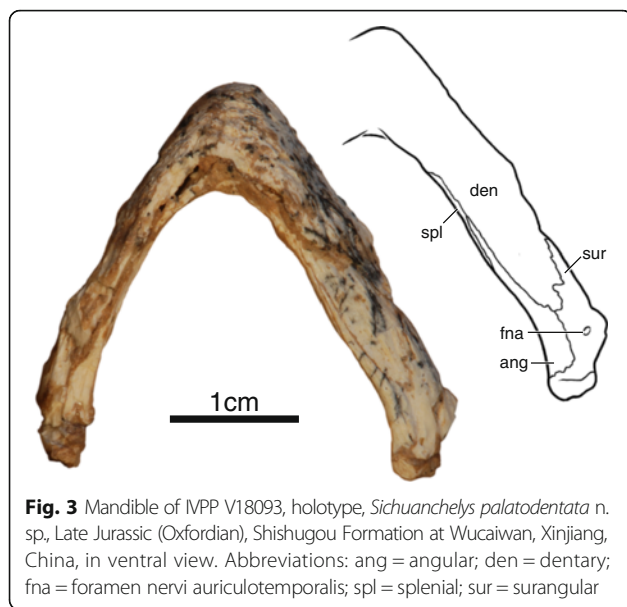 den
spl
sur
fna
ang
1cm
Fig. 3 Mandible of IVPP V18093, holotype, Sichuanchelys palatodentata n.
sp., Late Jurassic (Oxfordian), Shishugou Formation at Wucaiwan, Xinjiang,
China, in ventral view. Abbreviations: ang = angular; den = dentary;
fna = foramen nervi auriculotemporalis; spl = splenial; sur = surangular